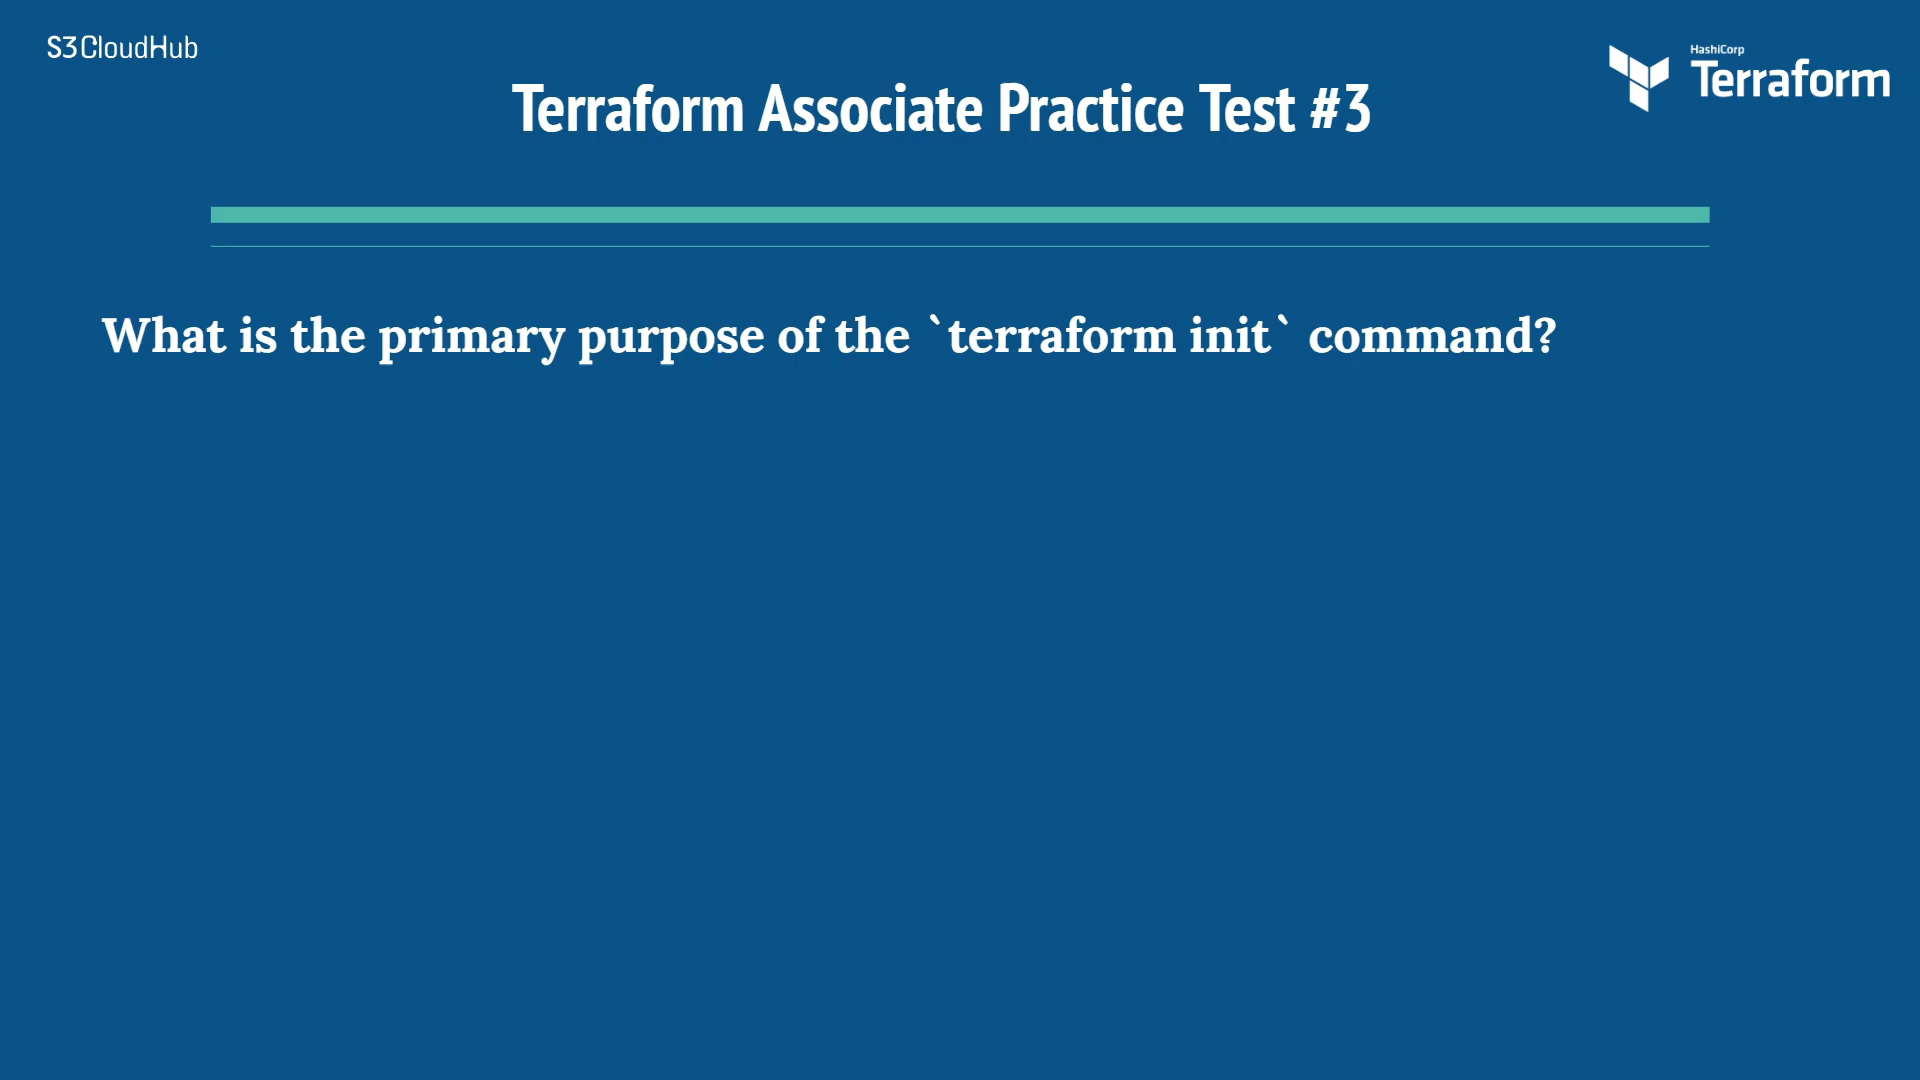 S3CloudHub
HashiCorp
Terraform
Terraform Associate Practice Test #3
What is the primary purpose of the `terraform init` command?